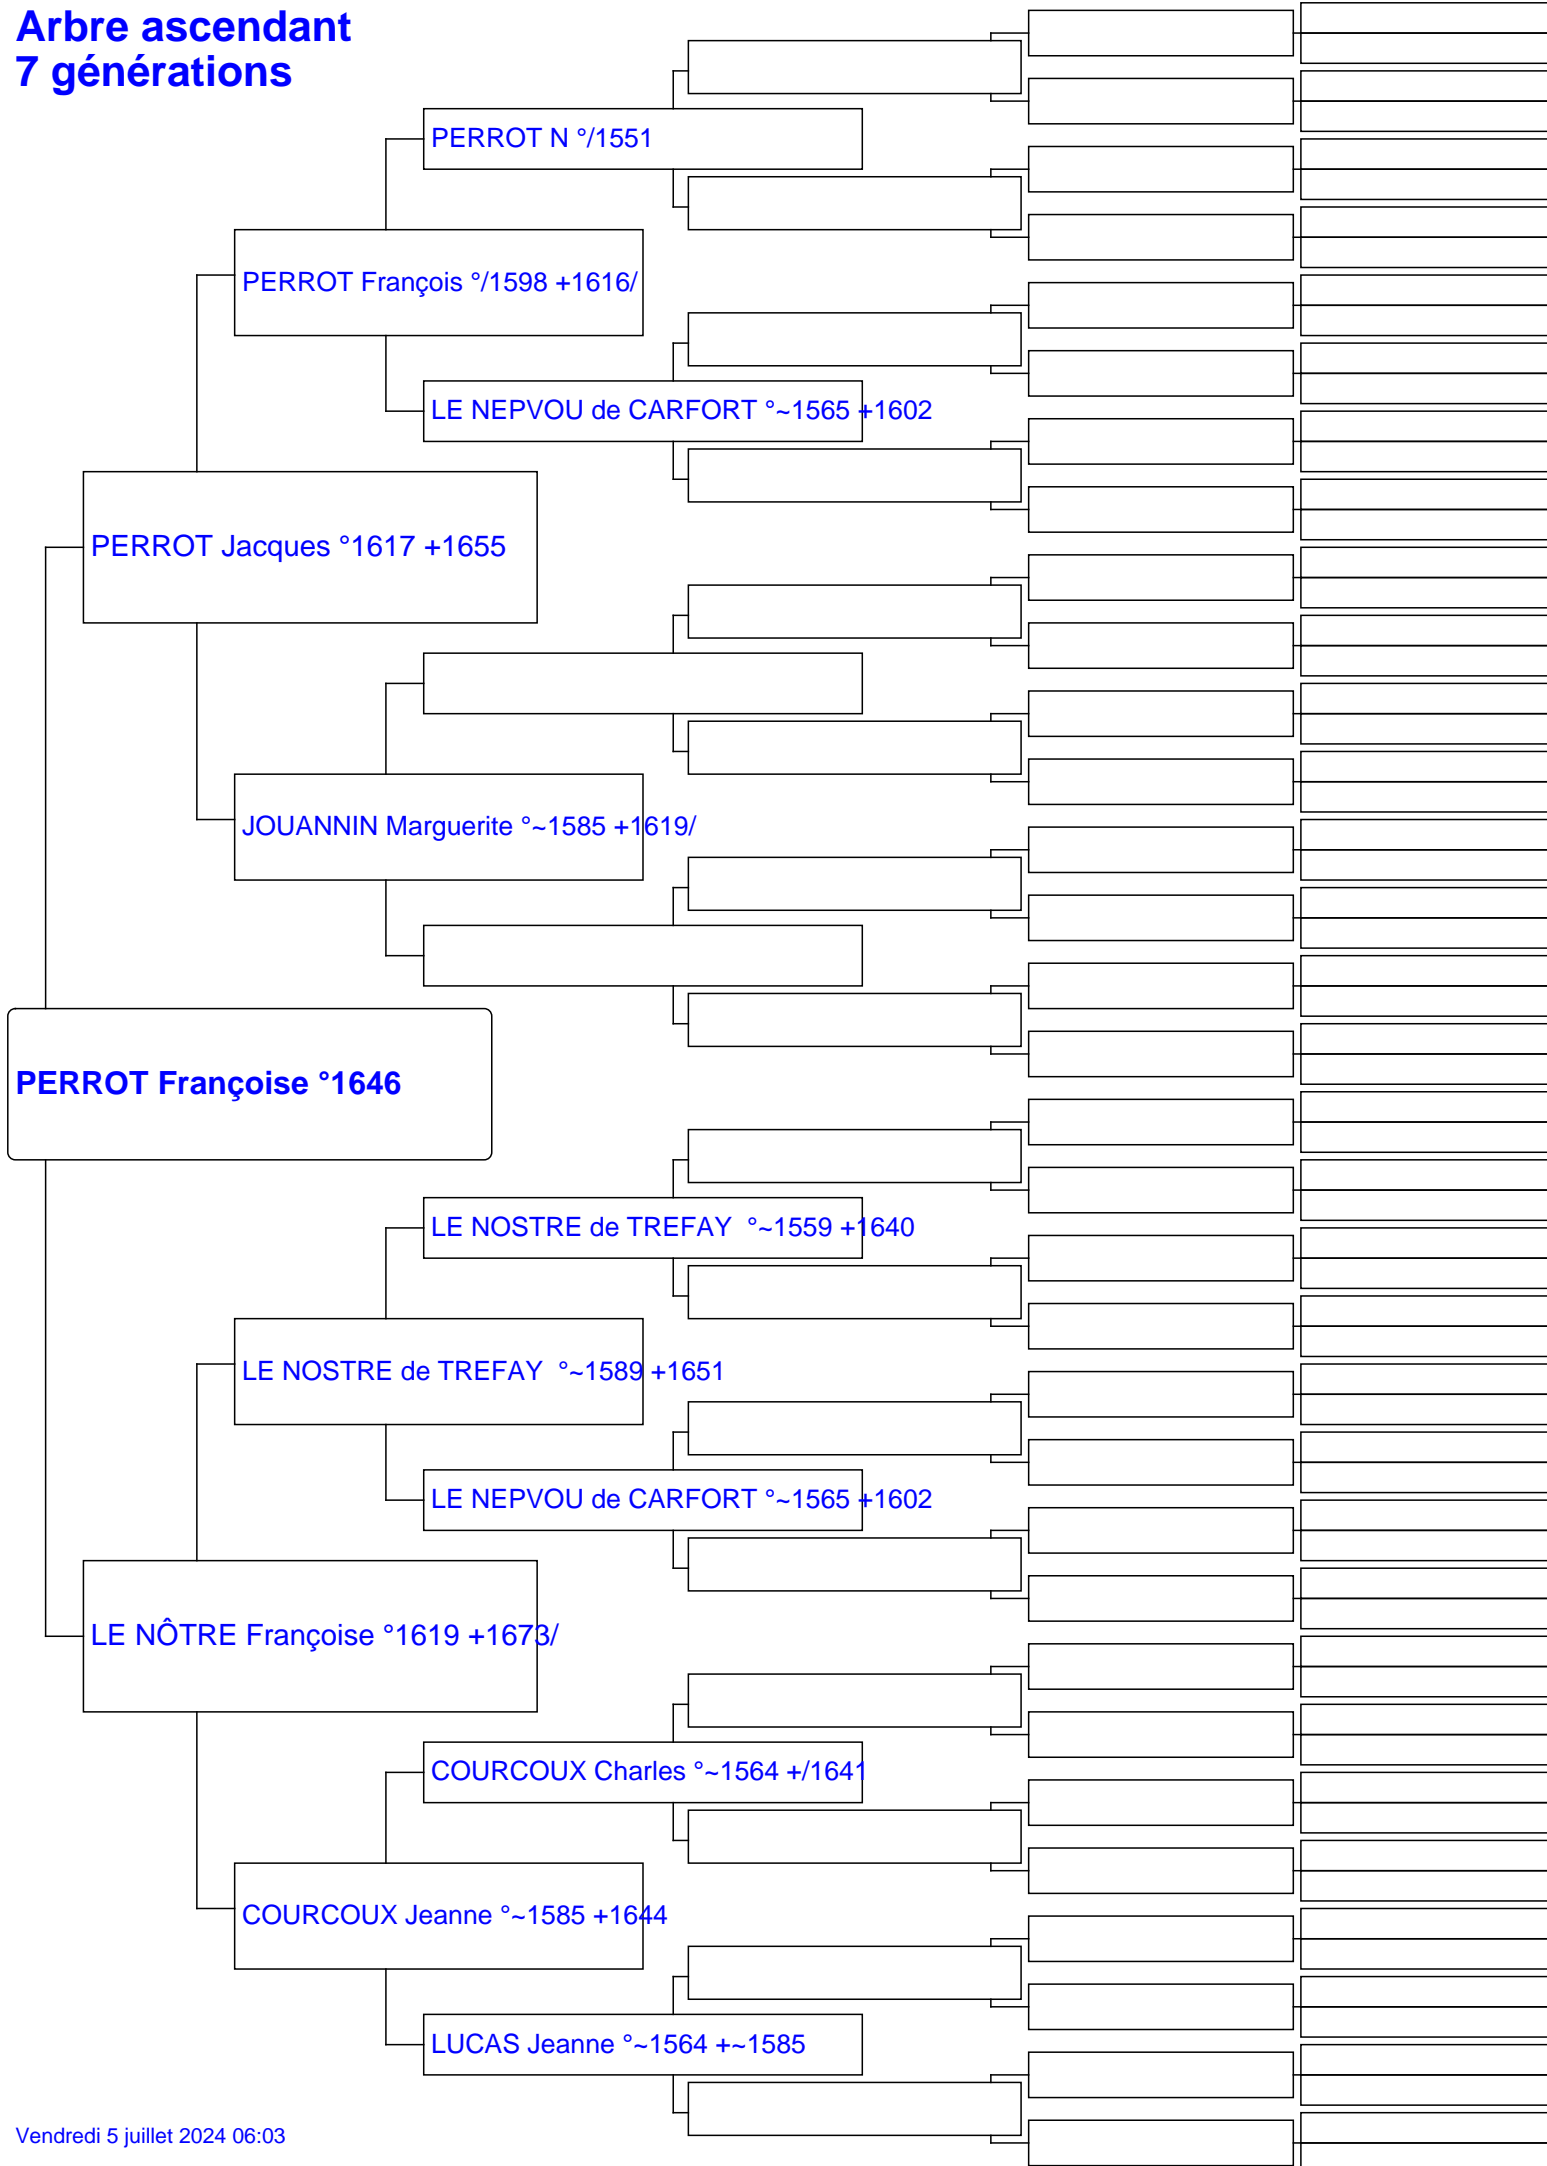 Arbre ascendant
7 générations
PERROT N °/1551
PERROT François °/1598 +1616/
LE NEPVOU de CARFORT °~1565 +1602
PERROT Jacques °1617 +1655
JOUANNIN Marguerite °~1585 +1619/
PERROT Françoise °1646
LE NOSTRE de TREFAY  °~1559 +1640
LE NOSTRE de TREFAY  °~1589 +1651
LE NEPVOU de CARFORT °~1565 +1602
LE NÔTRE Françoise °1619 +1673/
COURCOUX Charles °~1564 +/1641
COURCOUX Jeanne °~1585 +1644
LUCAS Jeanne °~1564 +~1585
Vendredi 5 juillet 2024 06:03